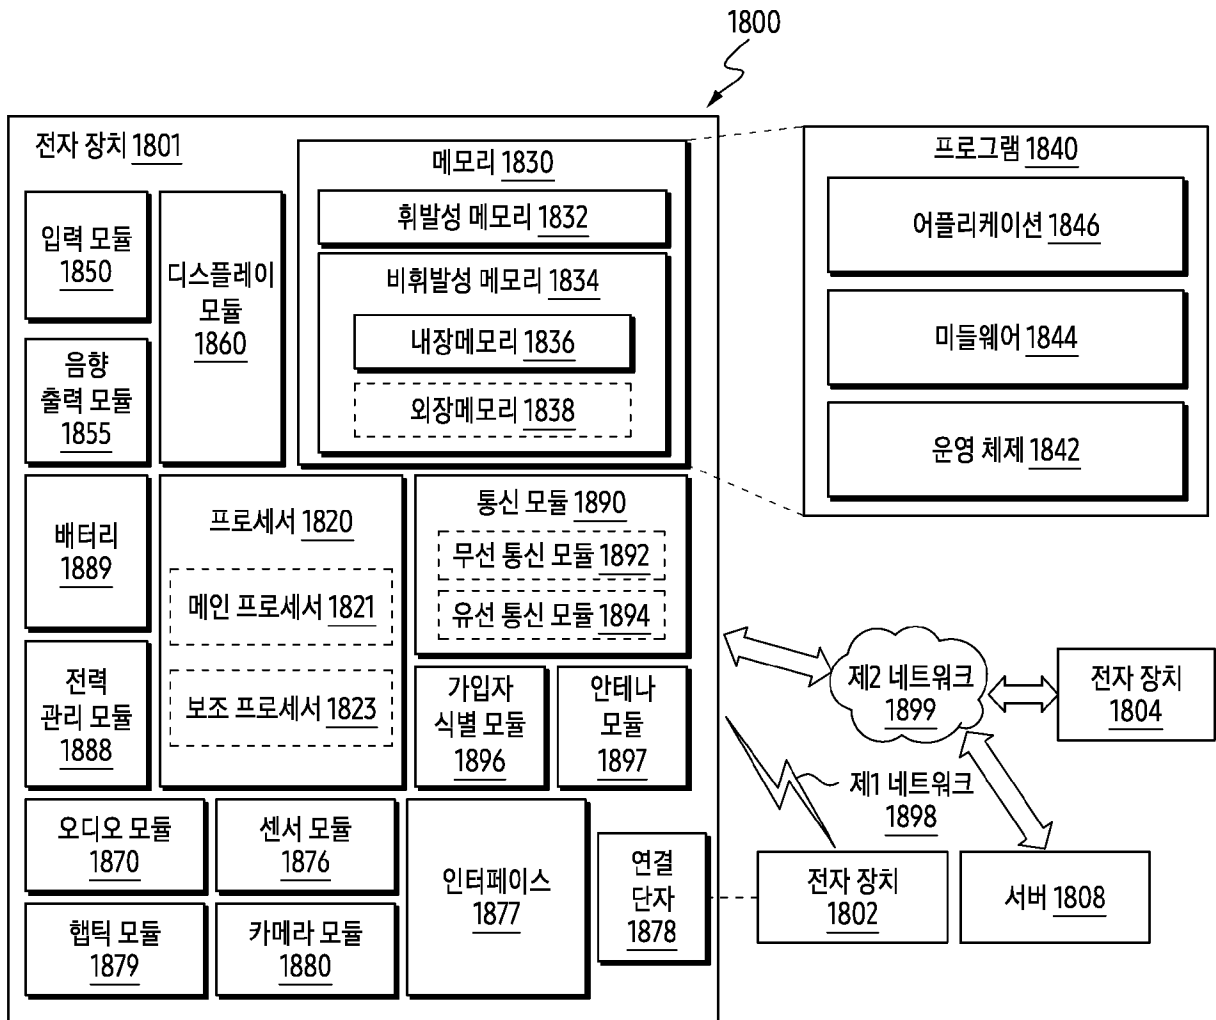 1800
전자 장치 1801
입력 모듈
1850
디스플레이
모듈
1860
음향
출력 모듈
1855
메모리 1830
휘발성 메모리 1832
비휘발성 메모리 1834
내장메모리 1836
외장메모리 1838
프로그램 1840
어플리케이션 1846
미들웨어 1844
운영 체제 1842
배터리
1889
프로세서 1820
메인 프로세서 1821
보조 프로세서 1823
통신 모듈 1890
무선 통신 모듈 1892
유선 통신 모듈 1894
전력
관리 모듈
1888
가입자
식별 모듈
1896
안테나
모듈
1897
제2 네트워크
1899
전자 장치
1804
제1 네트워크
1898
오디오 모듈
1870
센서 모듈
1876
인터페이스
1877
연결
단자
1878
전자 장치
1802
서버 1808
햅틱 모듈
1879
카메라 모듈
1880